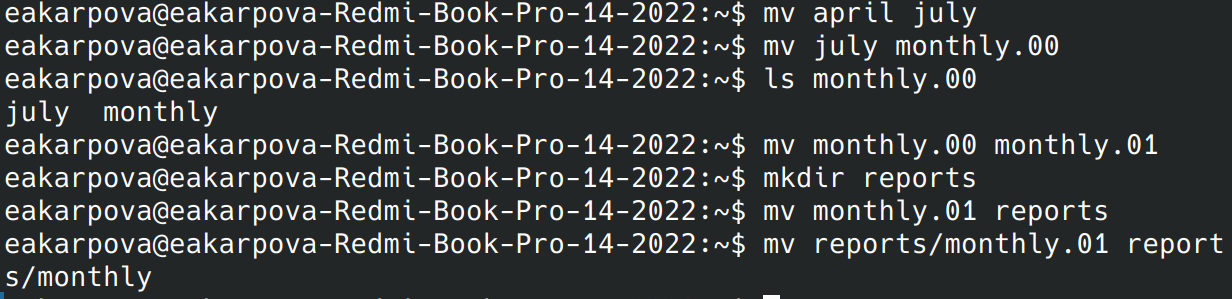 eakarpova@eakarpova-Redmi-Book-Pro-14-2022:~$ mv april july
eakarpova@eakarpova-Redmi-Book-Pro-14-2022:~$ mv july monthly.00
eakarpova@eakarpova-Redmi-Book-Pro-14-2022:~$ ls monthly.00
july  monthly
eakarpova@eakarpova-Redmi-Book-Pro-14-2022:~$ mv monthly.00 monthly.01
eakarpova@eakarpova-Redmi-Book-Pro-14-2022:~$ mkdir reports
eakarpova@eakarpova-Redmi-Book-Pro-14-2022:~$ mv monthly.01 reports
eakarpova@eakarpova-Redmi-Book-Pro-14-2022:~$ mv reports/monthly.01 report
s/monthly